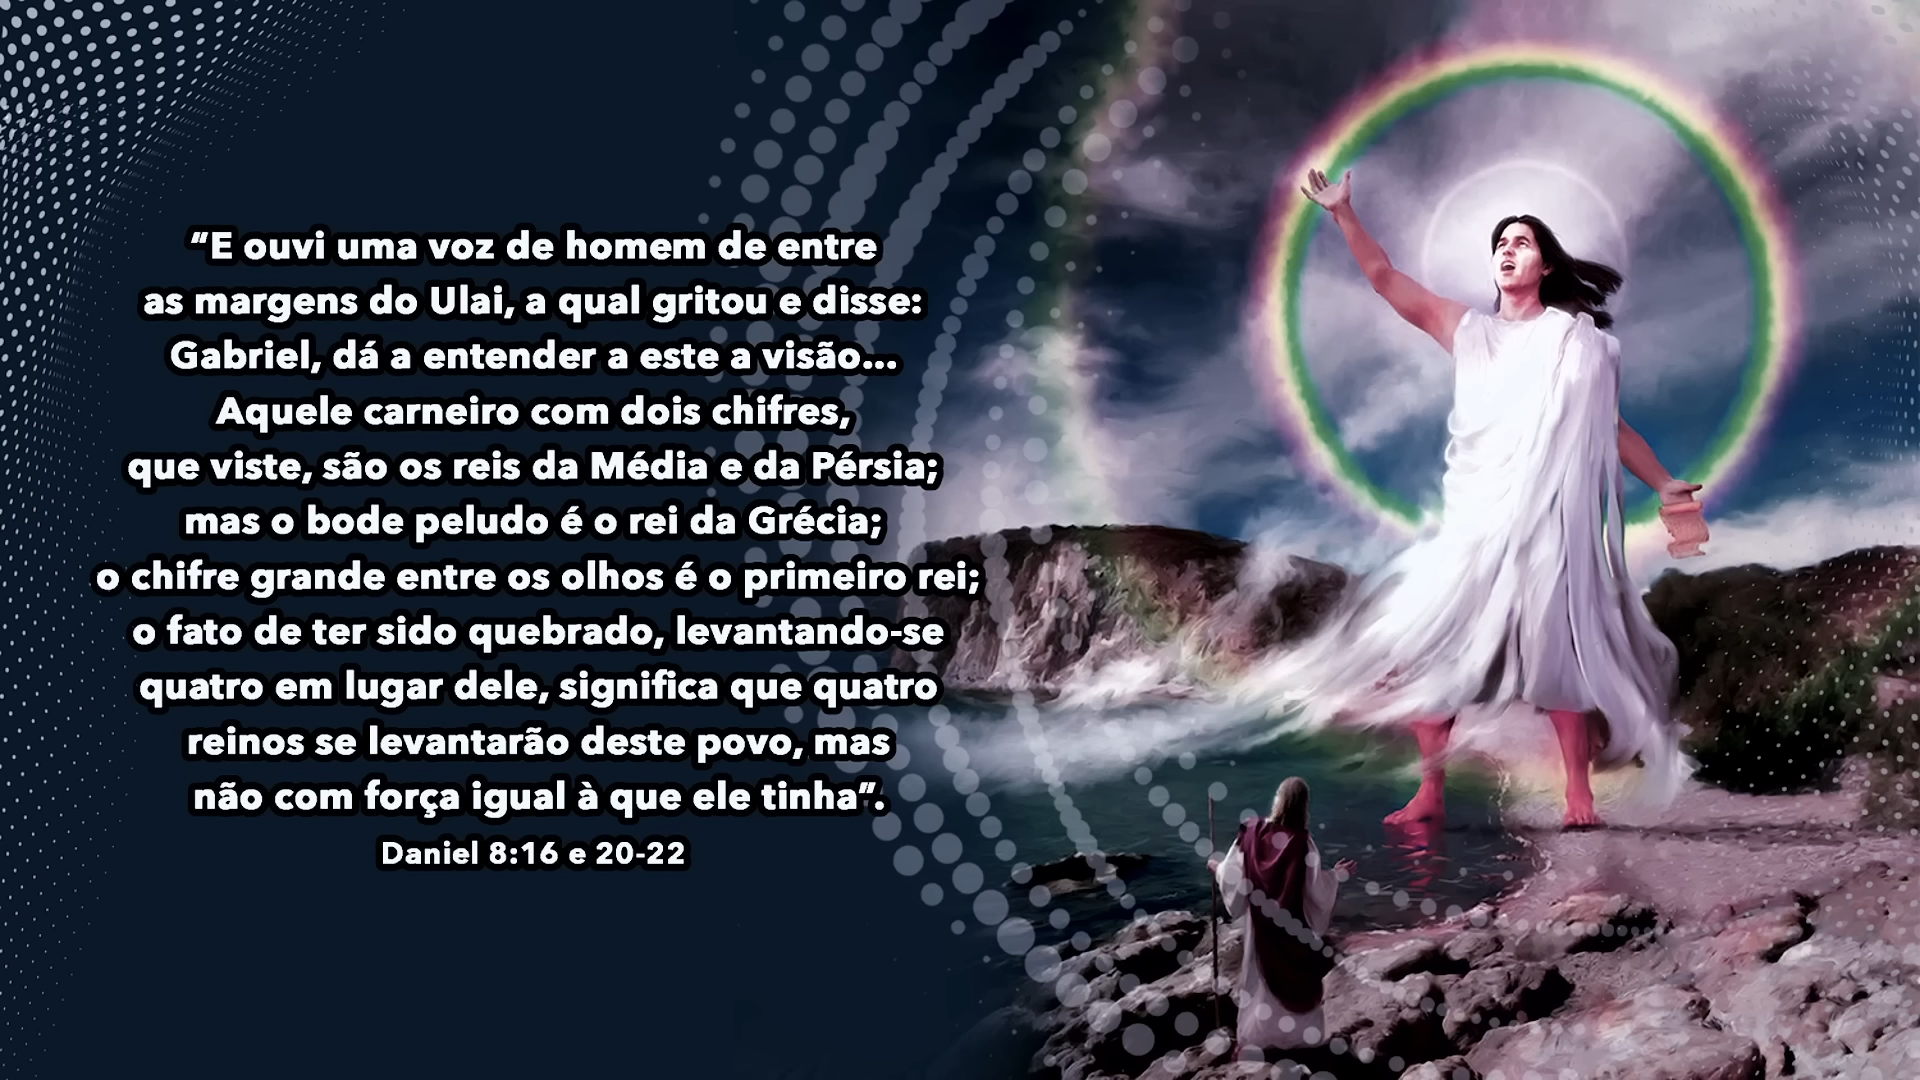 “E ouvi uma voz de homem de entre
as margens do Ulai, a qual gritou e disse:
Gabriel, dá a entender a este a visão...
Aquele carneiro com dois chifres,
que viste, são os reis da Média e da Pérsia;
mas o bode peludo é o rei da Grécia;
o chifre grande entre os olhos é o primeiro rei;
o fato de ter sido quebrado, levantando-se
quatro em lugar dele, significa que quatro
reinos se levantarão deste povo, mas
não com força igual à que ele tinha”.
Daniel 8:16 e 20-22